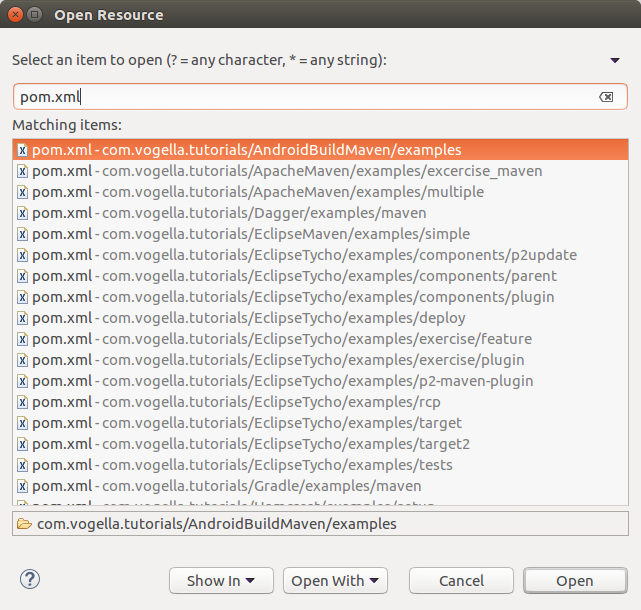 Open Resource
Select an item to open (? = any character, * = any string):
pom.xml
Matching items:
pom.xml - com.vogella.tutorials/AndroidBuildMaven/examples
pom.xml - com.vogella.tutorials/ApacheMaven/examples/excercise_maven
pom.xml - com.vogella.tutorials/ApacheMaven/examples/multiple
pom.xml - com.vogella.tutorials/Dagger/examples/maven
pom.xml - com.vogella.tutorials/EclipseMaven/examples/simple
pom.xml - com.vogella.tutorials/EclipseTycho/examples/components/p2update
pom.xml - com.vogella.tutorials/EclipseTycho/examples/components/parent
pom.xml - com.vogella.tutorials/EclipseTycho/examples/components/plugin
pom.xml - com.vogella.tutorials/EclipseTycho/examples/deploy
pom.xml - com.vogella.tutorials/EclipseTycho/examples/exercise/feature
pom.xml - com.vogella.tutorials/EclipseTycho/examples/exercise/plugin
pom.xml - com.vogella.tutorials/EclipseTycho/examples/p2-maven-plugin
pom.xml - com.vogella.tutorials/EclipseTycho/examples/rcp
pom.xml - com.vogella.tutorials/EclipseTycho/examples/target
pom.xml - com.vogella.tutorials/EclipseTycho/examples/target2
pom.xml - com.vogella.tutorials/EclipseTycho/examples/tests
pom.xml - com.vogella.tutorials/Gradle/examples/maven
com.vogella.tutorials/AndroidBuildMaven/examples
Show In Open With Cancel Open